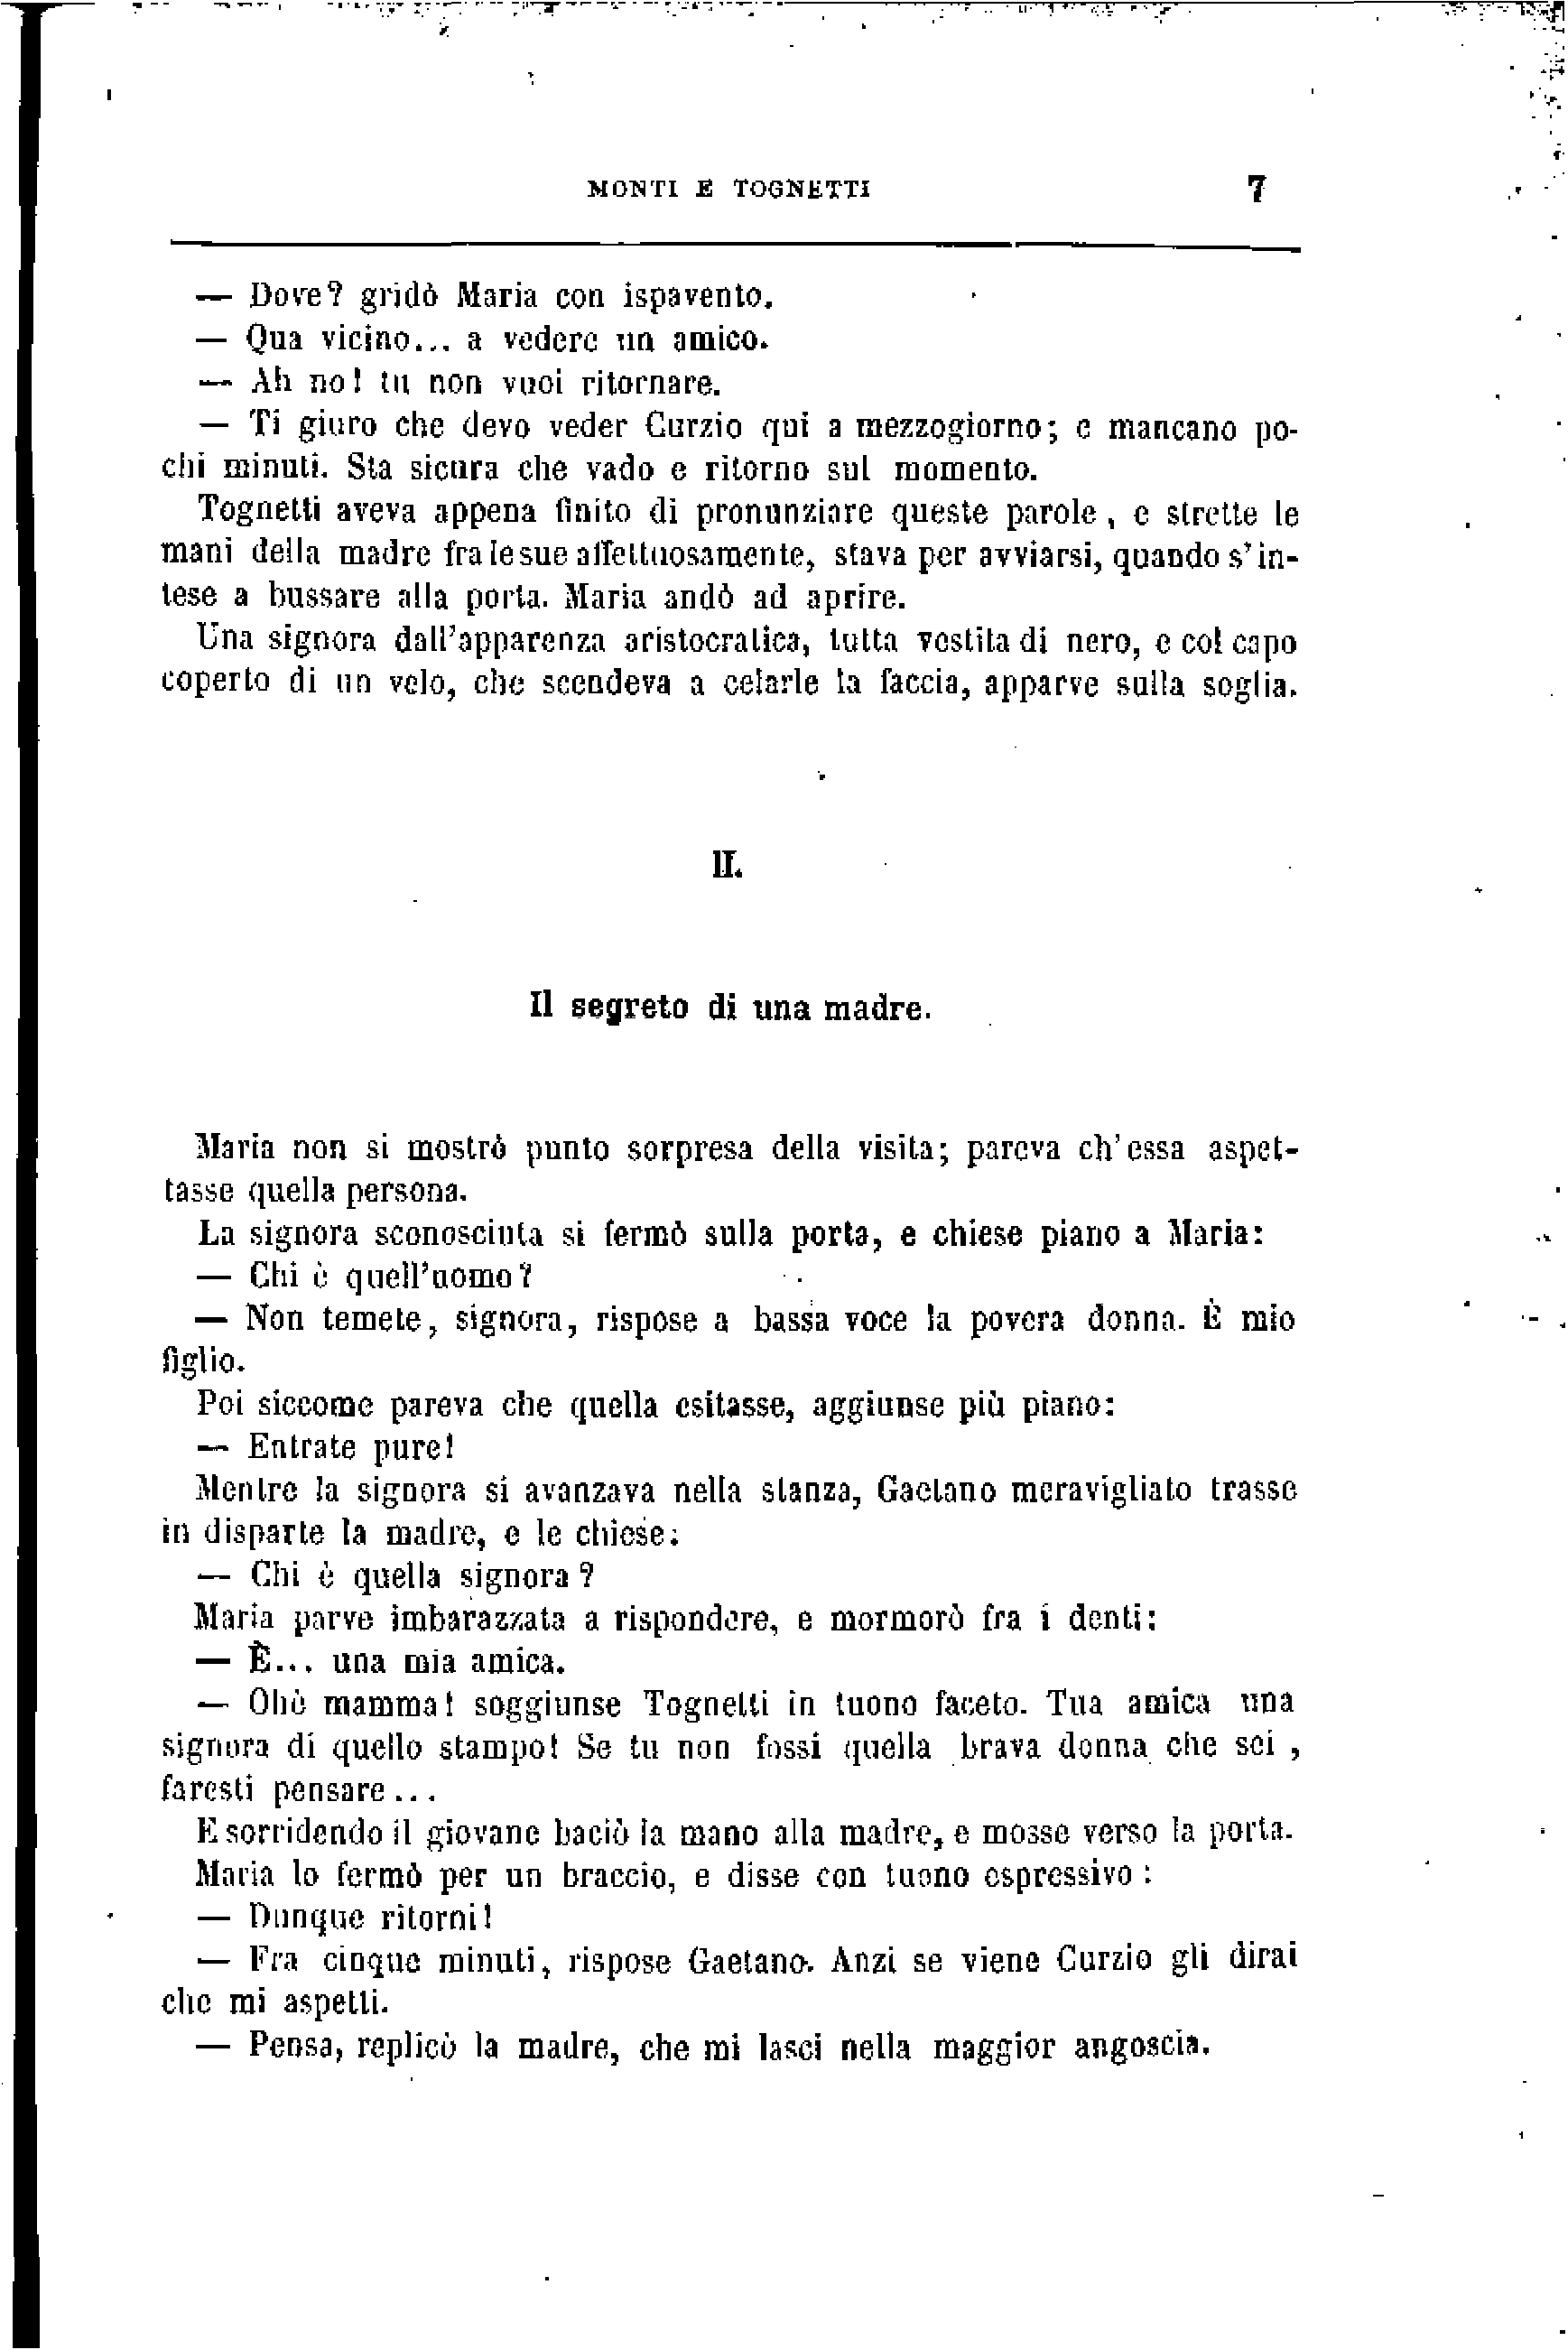 MONTI E TOGNETTI 7
— Dove? gridò Maria con ispavento.
— Qua vicino... a vedere un amico.
— Ah no! tu non vuoi ritornare.
— Ti giuro che devo veder Curzio qui a mezzogiorno; e mancano po-
chi minuti. Sta sicura che vado e ritorno sul momento.
Tognetti aveva appena finito di pronunziare queste parole, e strette le
mani della madre fra le sue affettuosamente, stava per avviarsi, quando s'in-
tese a bussare alla porta. Maria andò ad aprire.
Una signora dall'apparenza aristocratica, tutta vestita di nero, e col capo
coperto di un velo, che scendeva a celarle la faccia, apparve sulla soglia.
II.
Il segreto di una madre.
Maria non si mostrò punto sorpresa della visita; pareva ch'essa aspet-
tasse quella persona.
La signora sconosciuta si fermò sulla porta, e chiese piano a Maria:
— Chi è quell'uomo?
— Non temete, signora, rispose a bassa voce la povera donna. È mio
figlio.
Poi siccome pareva che quella esitasse, aggiunse più piano:
— Entrate pure!
Mentre la signora si avanzava nella stanza, Gaetano meravigliato trasse
in disparte la madre, e le chiese:
— Chi è quella signora?
Maria parve imbarazzata a rispondere, e mormorò fra i denti:
— È... una mia amica.
— Ohè mamma! soggiunse Tognetti in tuono faceto. Tua amica una
signora di quello stampo! Se tu non fossi quella brava donna che sei,
faresti pensare...
E sorridendo il giovane baciò la mano alla madre, e mosse verso la porta.
Maria lo fermò per un braccio, e disse con tuono espressivo:
— Dunque ritorni!
— Fra cinque minuti, rispose Gaetano. Anzi se viene Curzio gli dirai
che mi aspetti.
— Pensa, replicò la madre, che mi lasci nella maggior angoscia.